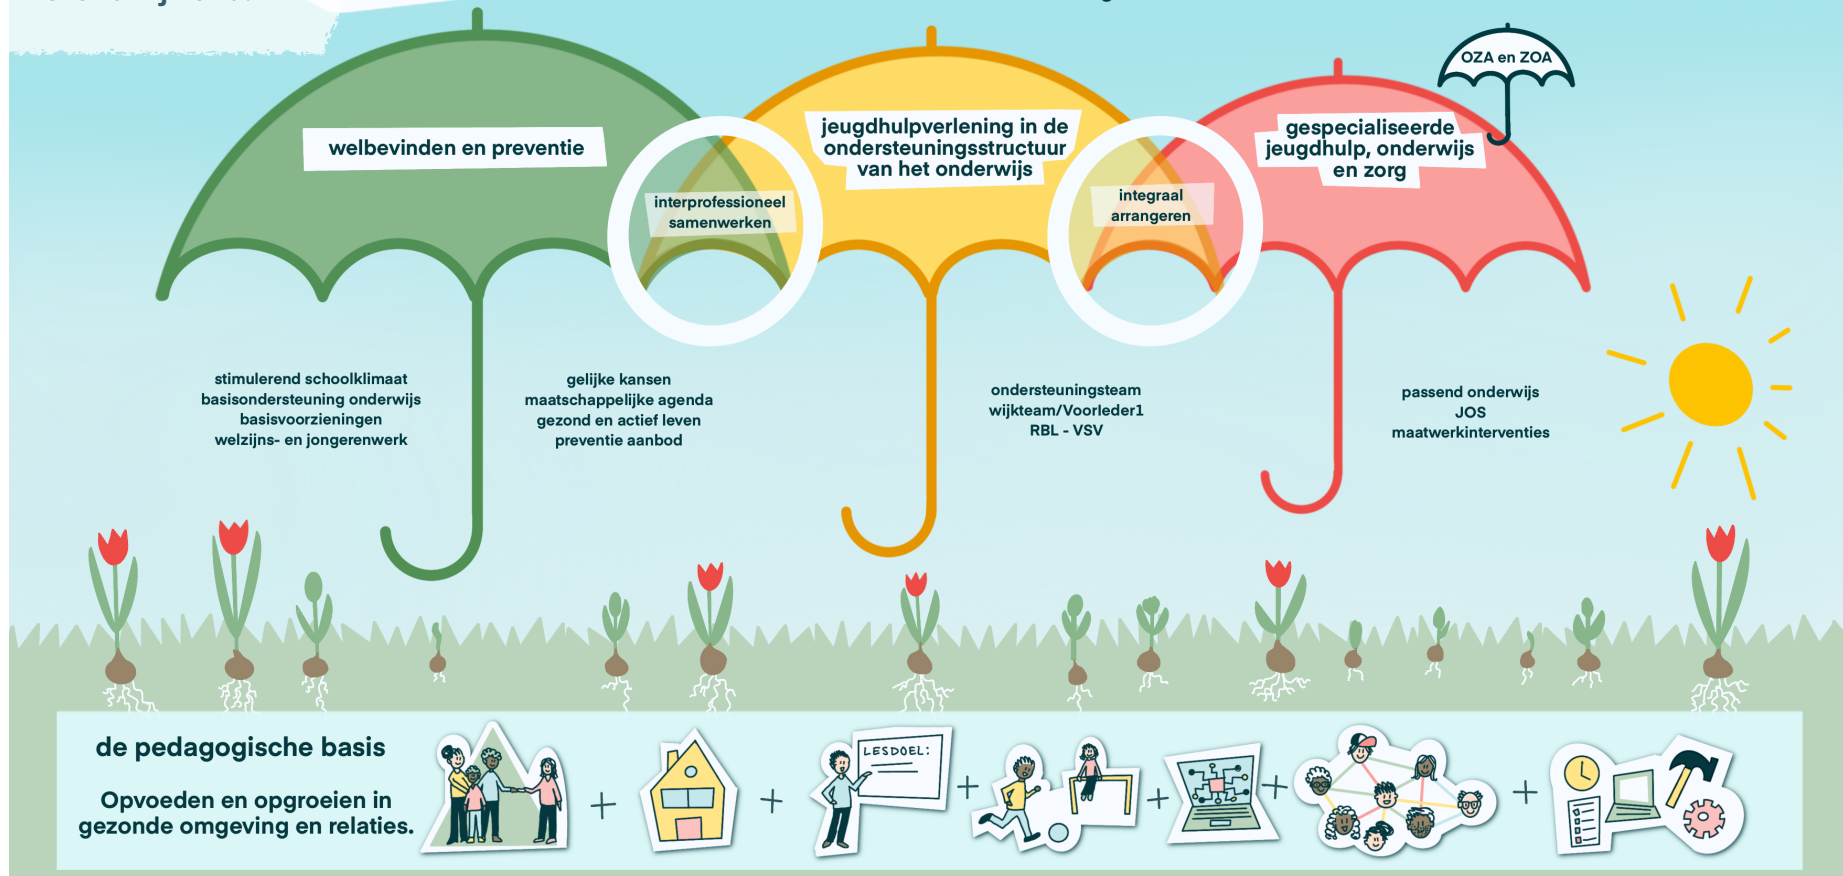 OZA en ZOA
welbevinden en preventie
jeugdhulpverlening in de
ondersteuningsstructuur
van het onderwijs
gespecialiseerde
jeugdhulp, onderwijs
en zorg
interprofessioneel
samenwerken
integraal
arrangeren
stimulerend schoolklimaat
basisondersteuning onderwijs
basisvoorzieningen
welzijns- en jongerenwerk
gelijke kansen
maatschappelijke agenda
gezond en actief leven
preventie aanbod
ondersteuningsteam
wijkteam/Voorleder1
RBL - VSV
passend onderwijs
JOS
maatwerkinterventies
de pedagogische basis
Opvoeden en opgroeien in
gezonde omgeving en relaties.
LESDOEL: